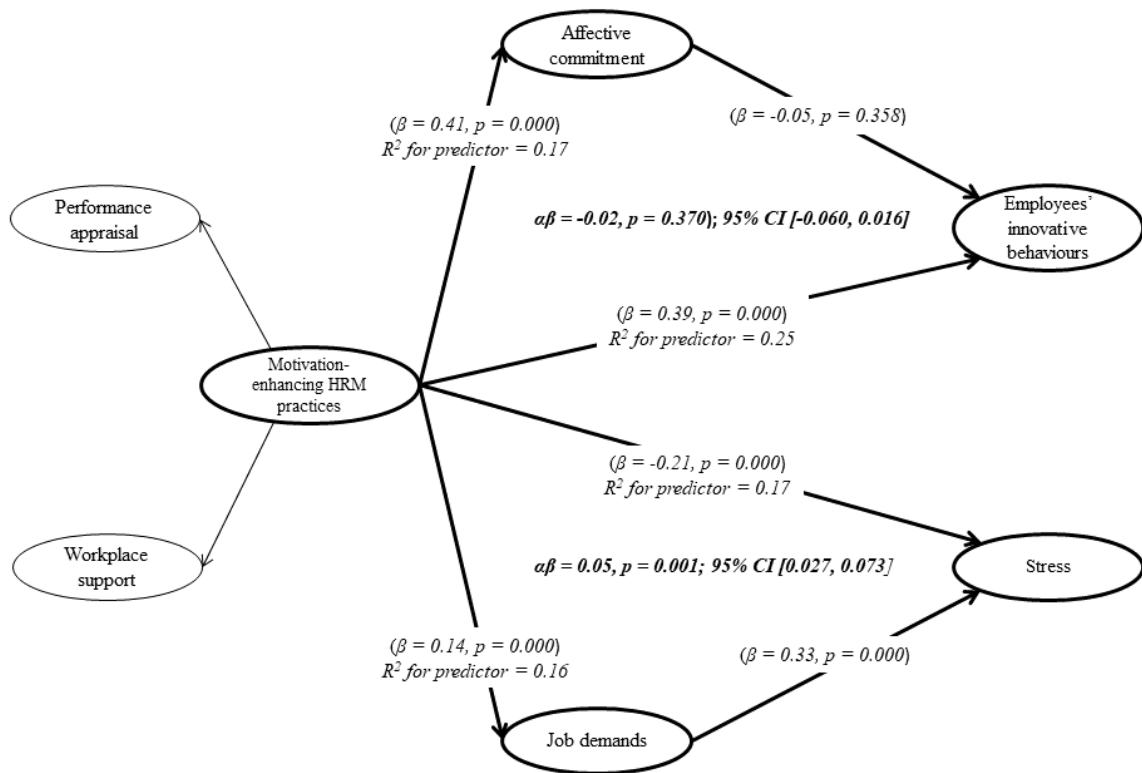 Affective
commitment
(β = 0.41, p = 0.000)
R² for predictor = 0.17
(β = -0.05, p = 0.358)
Performance
appraisal
αβ = -0.02, p = 0.370); 95% CI [-0.060, 0.016]
Employees'
innovative
behaviours
(β = 0.39, p = 0.000)
R² for predictor = 0.25
Motivation-
enhancing HRM
practices
(β = -0.21, p = 0.000)
R² for predictor = 0.17
Workplace
support
αβ = 0.05, p = 0.001; 95% CI [0.027, 0.073]
Stress
(β = 0.14, p = 0.000)
R² for predictor = 0.16
(β = 0.33, p = 0.000)
Job demands